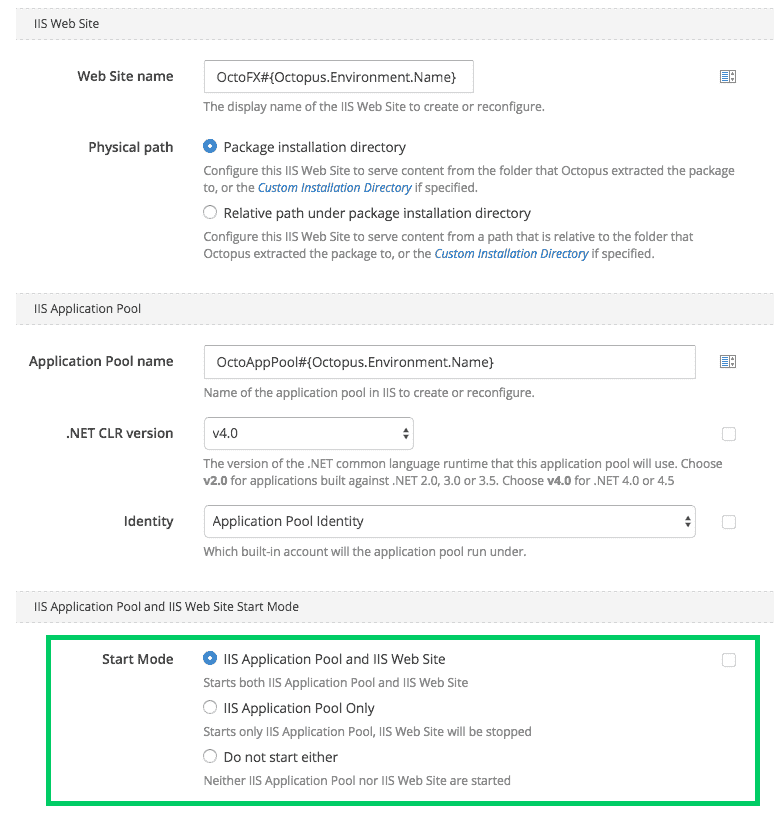 IIS Web Site
Web Site name
OctoFX#{Octopus.Environment.Name}
The display name of the IIS Web Site to create or reconfigure.
Physical path
Package installation directory
Configure this IIS Web Site to serve content from the folder that Octopus extracted the package
to, or the Custom Installation Directory if specified.
Relative path under package installation directory
Configure this IIS Web Site to serve content from a path that is relative to the folder that
Octopus extracted the package to, or the Custom Installation Directory if specified.
IIS Application Pool
Application Pool name
OctoAppPool#{Octopus.Environment.Name}
Name of the application pool in IIS to create or reconfigure.
.NET CLR version
v4.0
The version of the .NET common language runtime that this application pool will use. Choose
v2.0 for applications built against .NET 2.0, 3.0 or 3.5. Choose v4.0 for .NET 4.0 or 4.5
Identity
Application Pool Identity
Which built-in account will the application pool run under.
IIS Application Pool and IIS Web Site Start Mode
Start Mode
IIS Application Pool and IIS Web Site
Starts both IIS Application Pool and IIS Web Site
IIS Application Pool Only
Starts only IIS Application Pool, IIS Web Site will be stopped
Do not start either
Neither IIS Application Pool nor IIS Web Site are started